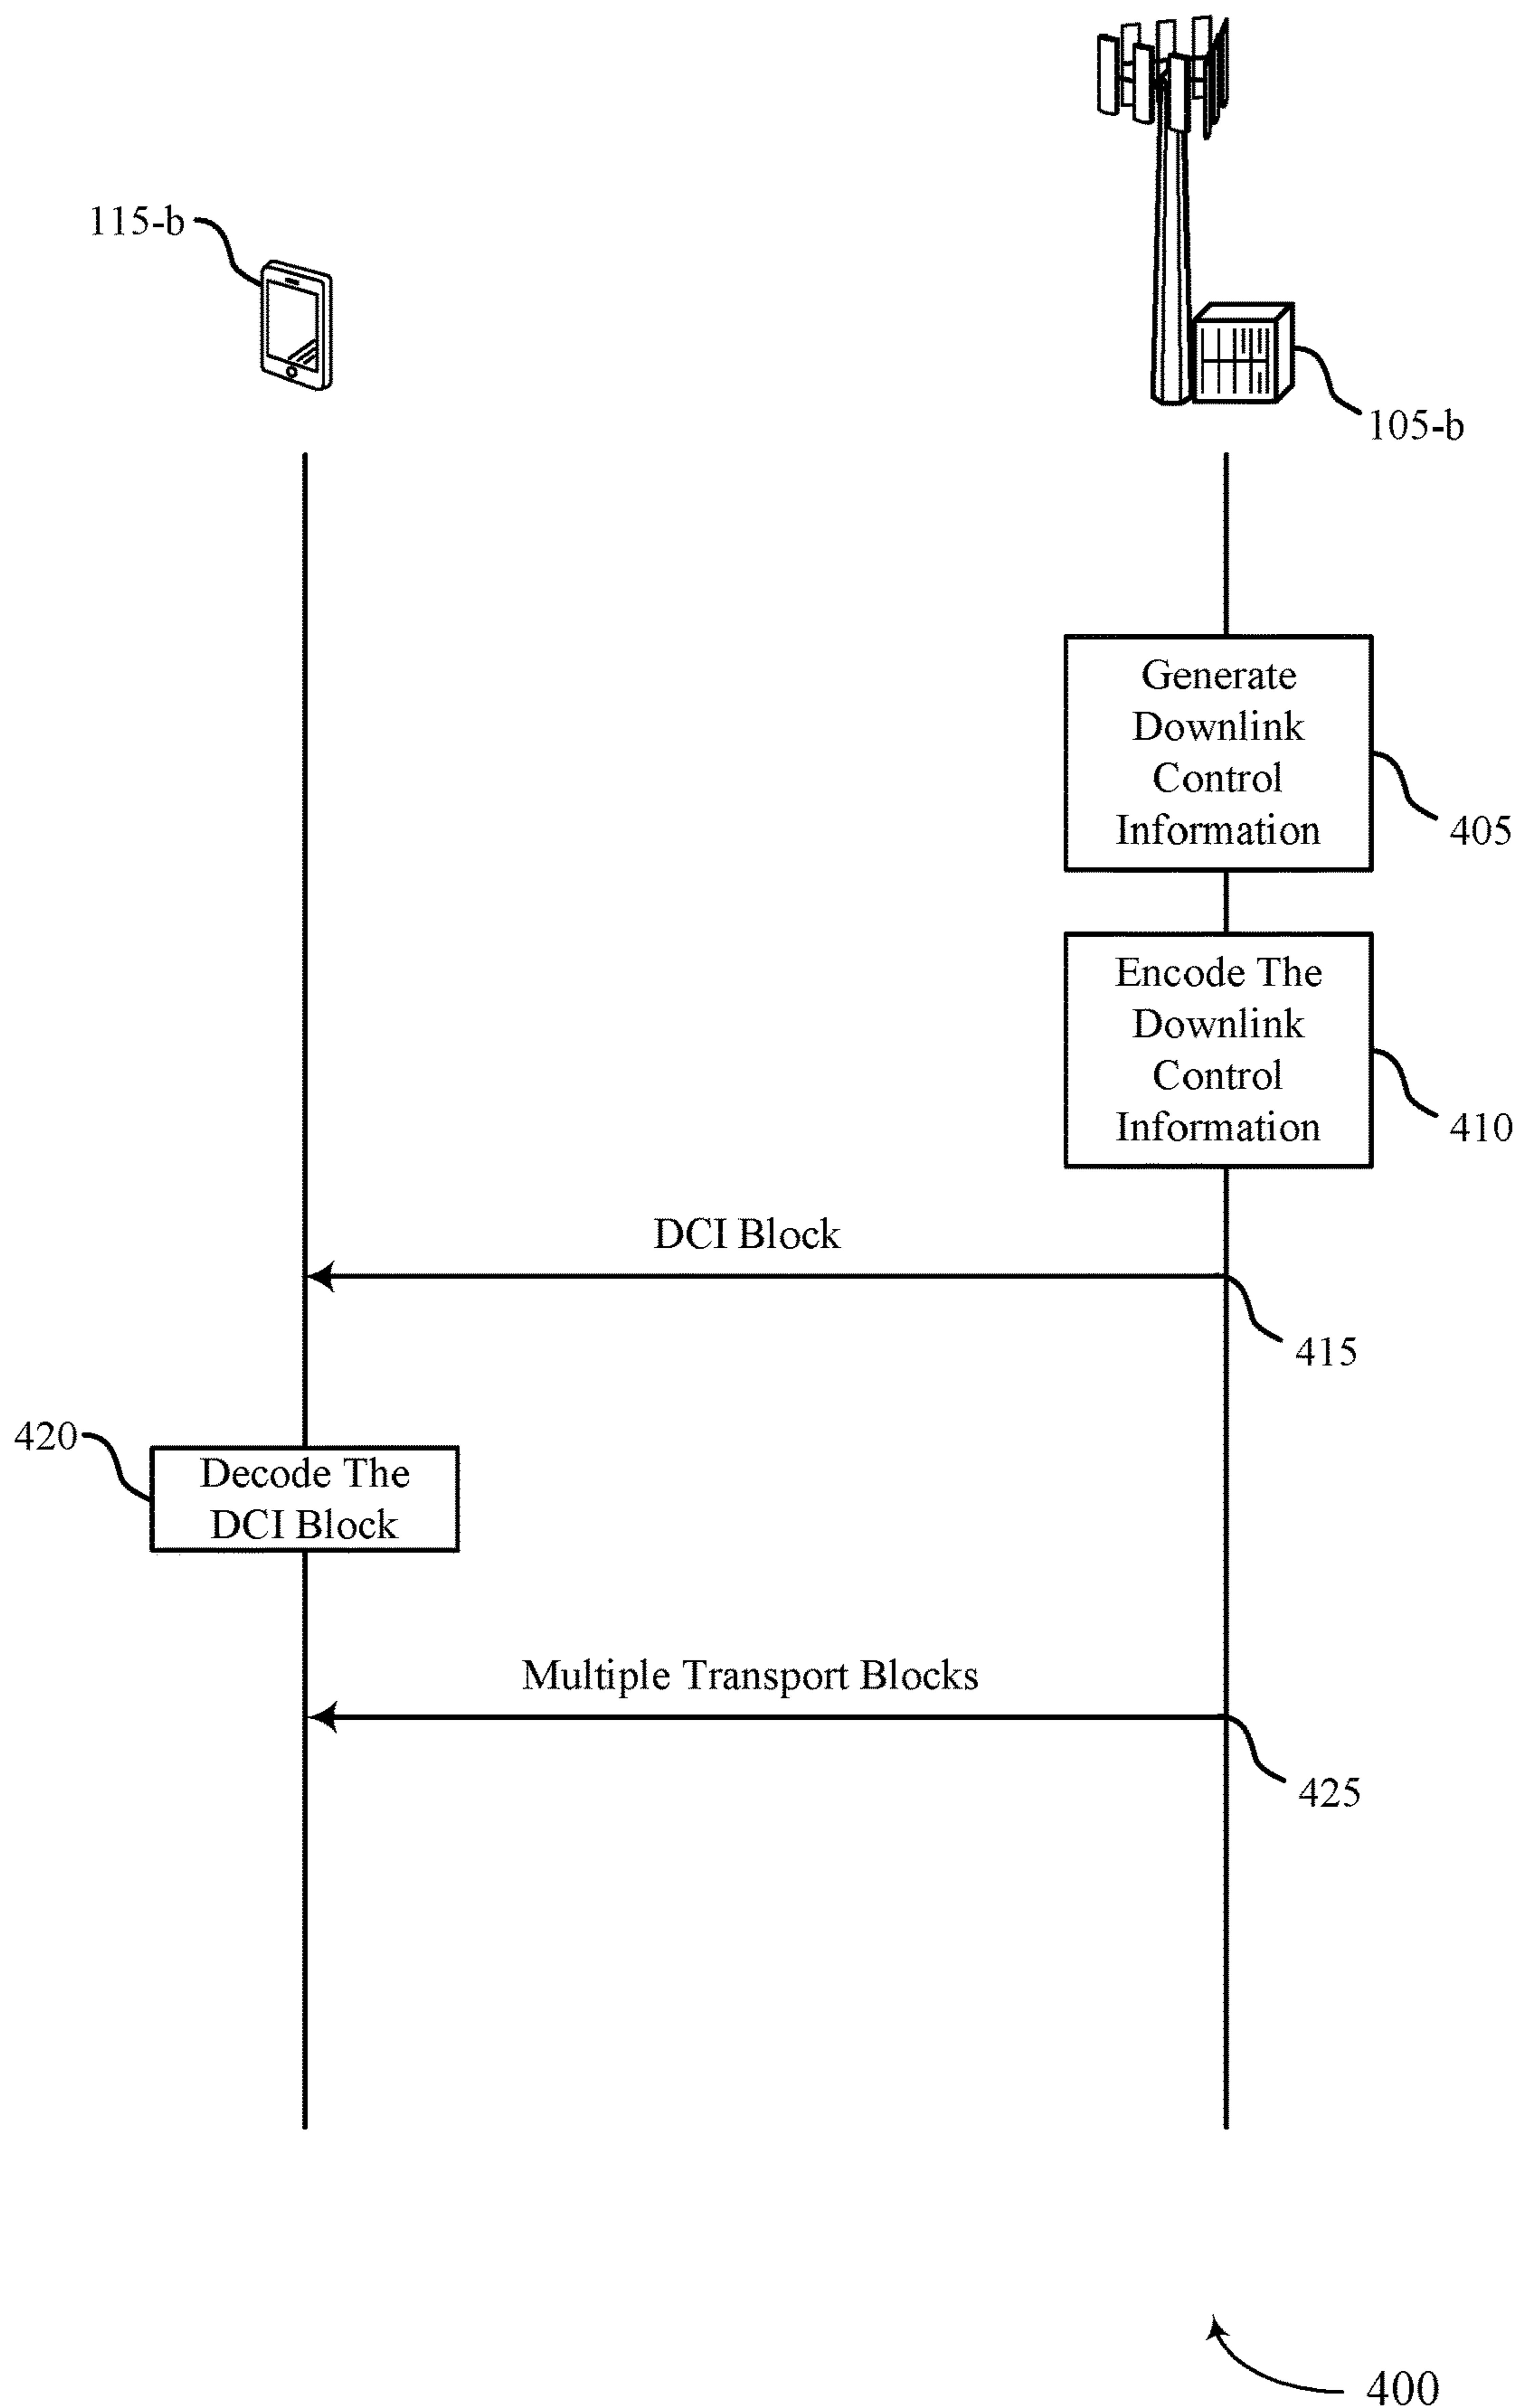 115-b
105-b
Generate
Downlink
Control
Information
405
Encode The
Downlink
Control
Information
410
DCI Block
415
420
Decode The
DCI Block
Multiple Transport Blocks
425
400